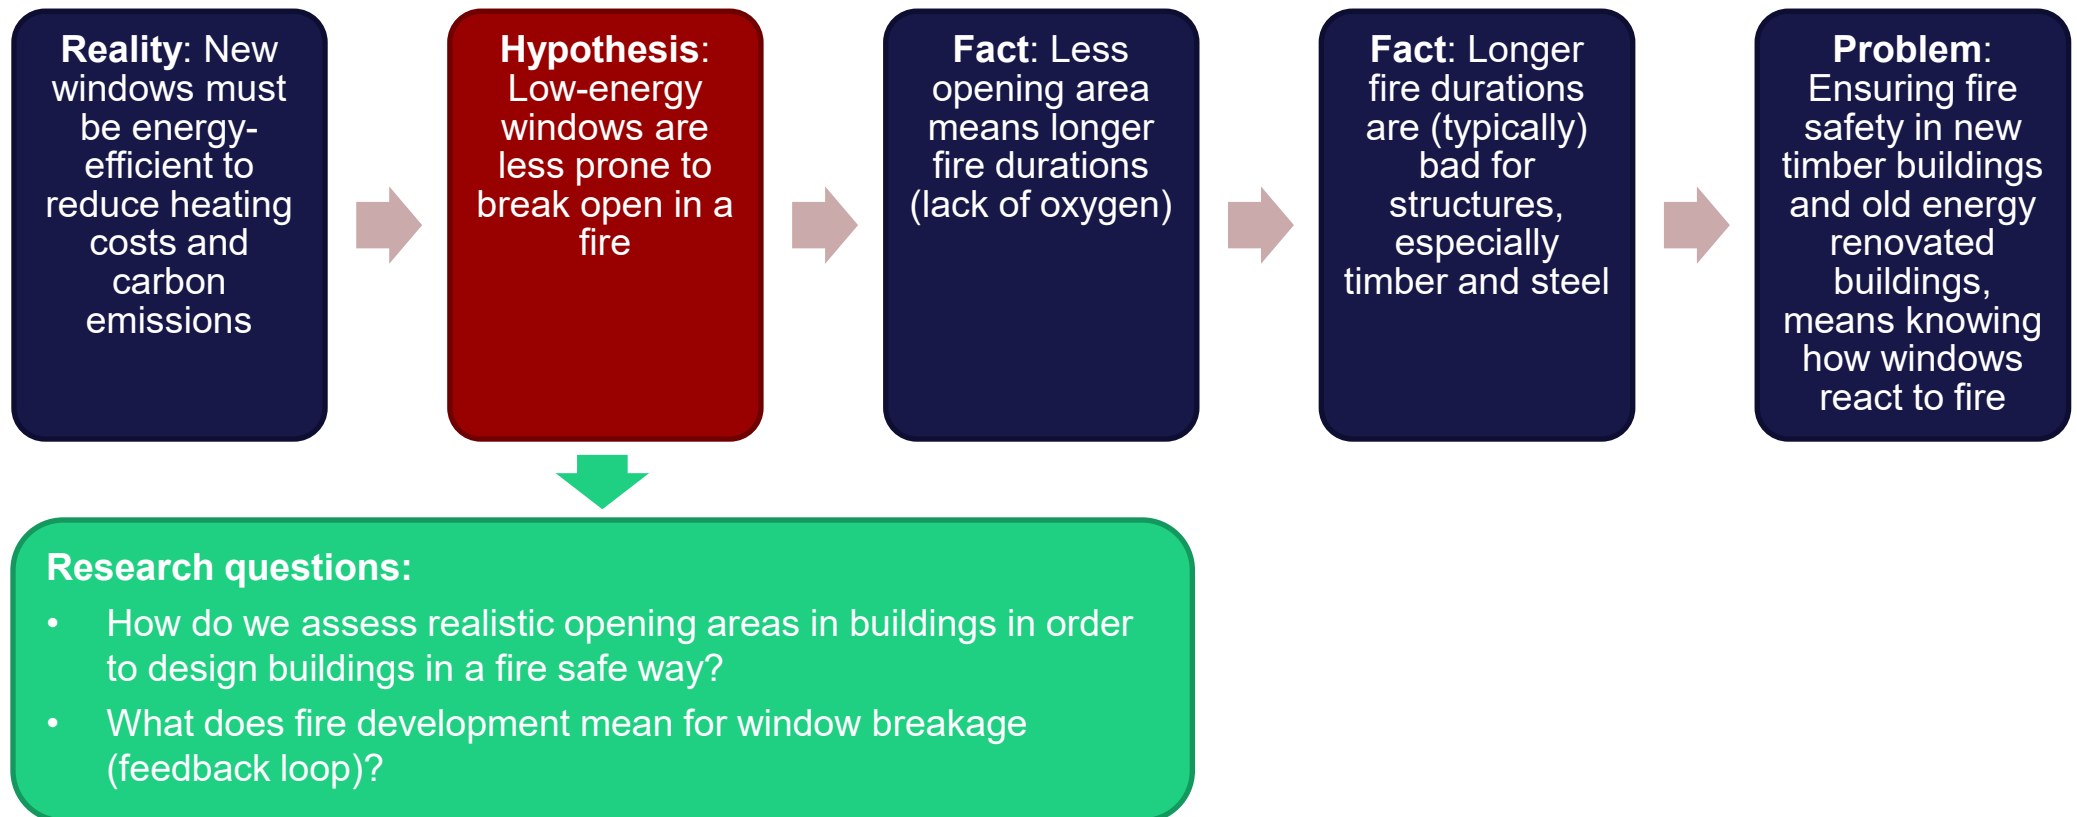 Reality: New
windows must
be energy-
efficient to
reduce heating
costs and
carbon
emissions
Hypothesis:
Low-energy
windows are
less prone to
break open in a
fire
Fact: Less
opening area
means longer
fire durations
(lack of oxygen)
Fact: Longer
fire durations
are (typically)
bad for
structures,
especially
timber and steel
Problem:
Ensuring fire
safety in new
timber buildings
and old energy
renovated
buildings,
means knowing
how windows
react to fire
Research questions:
• How do we assess realistic opening areas in buildings in order
to design buildings in a fire safe way?
• What does fire development mean for window breakage
(feedback loop)?